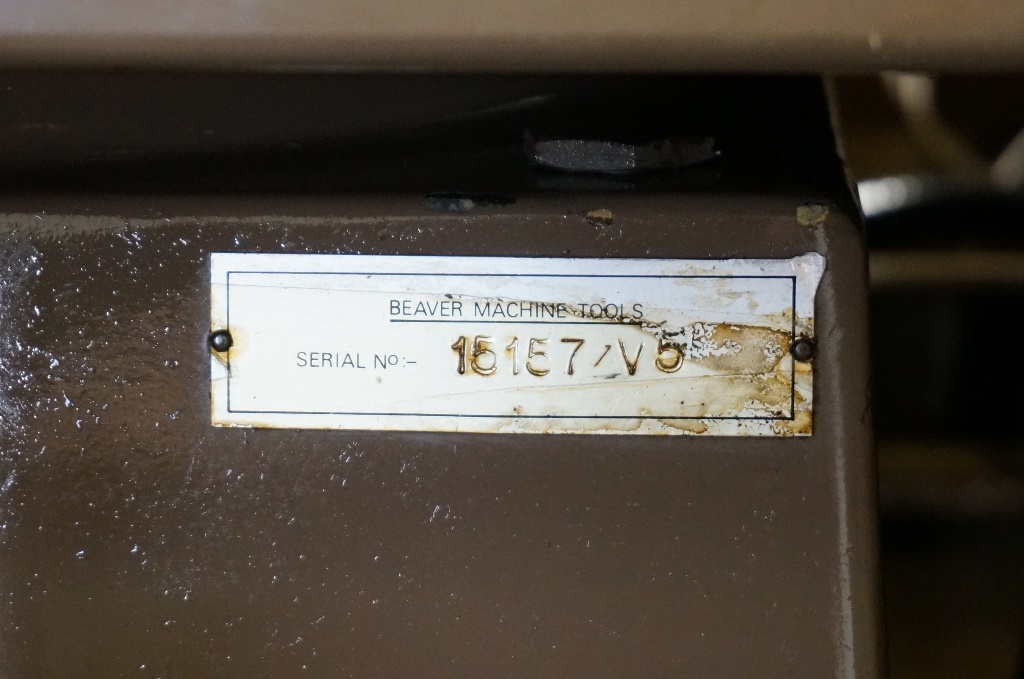 BEAVER MACHINE TOOLS
SERIAL No:- 15157/V5